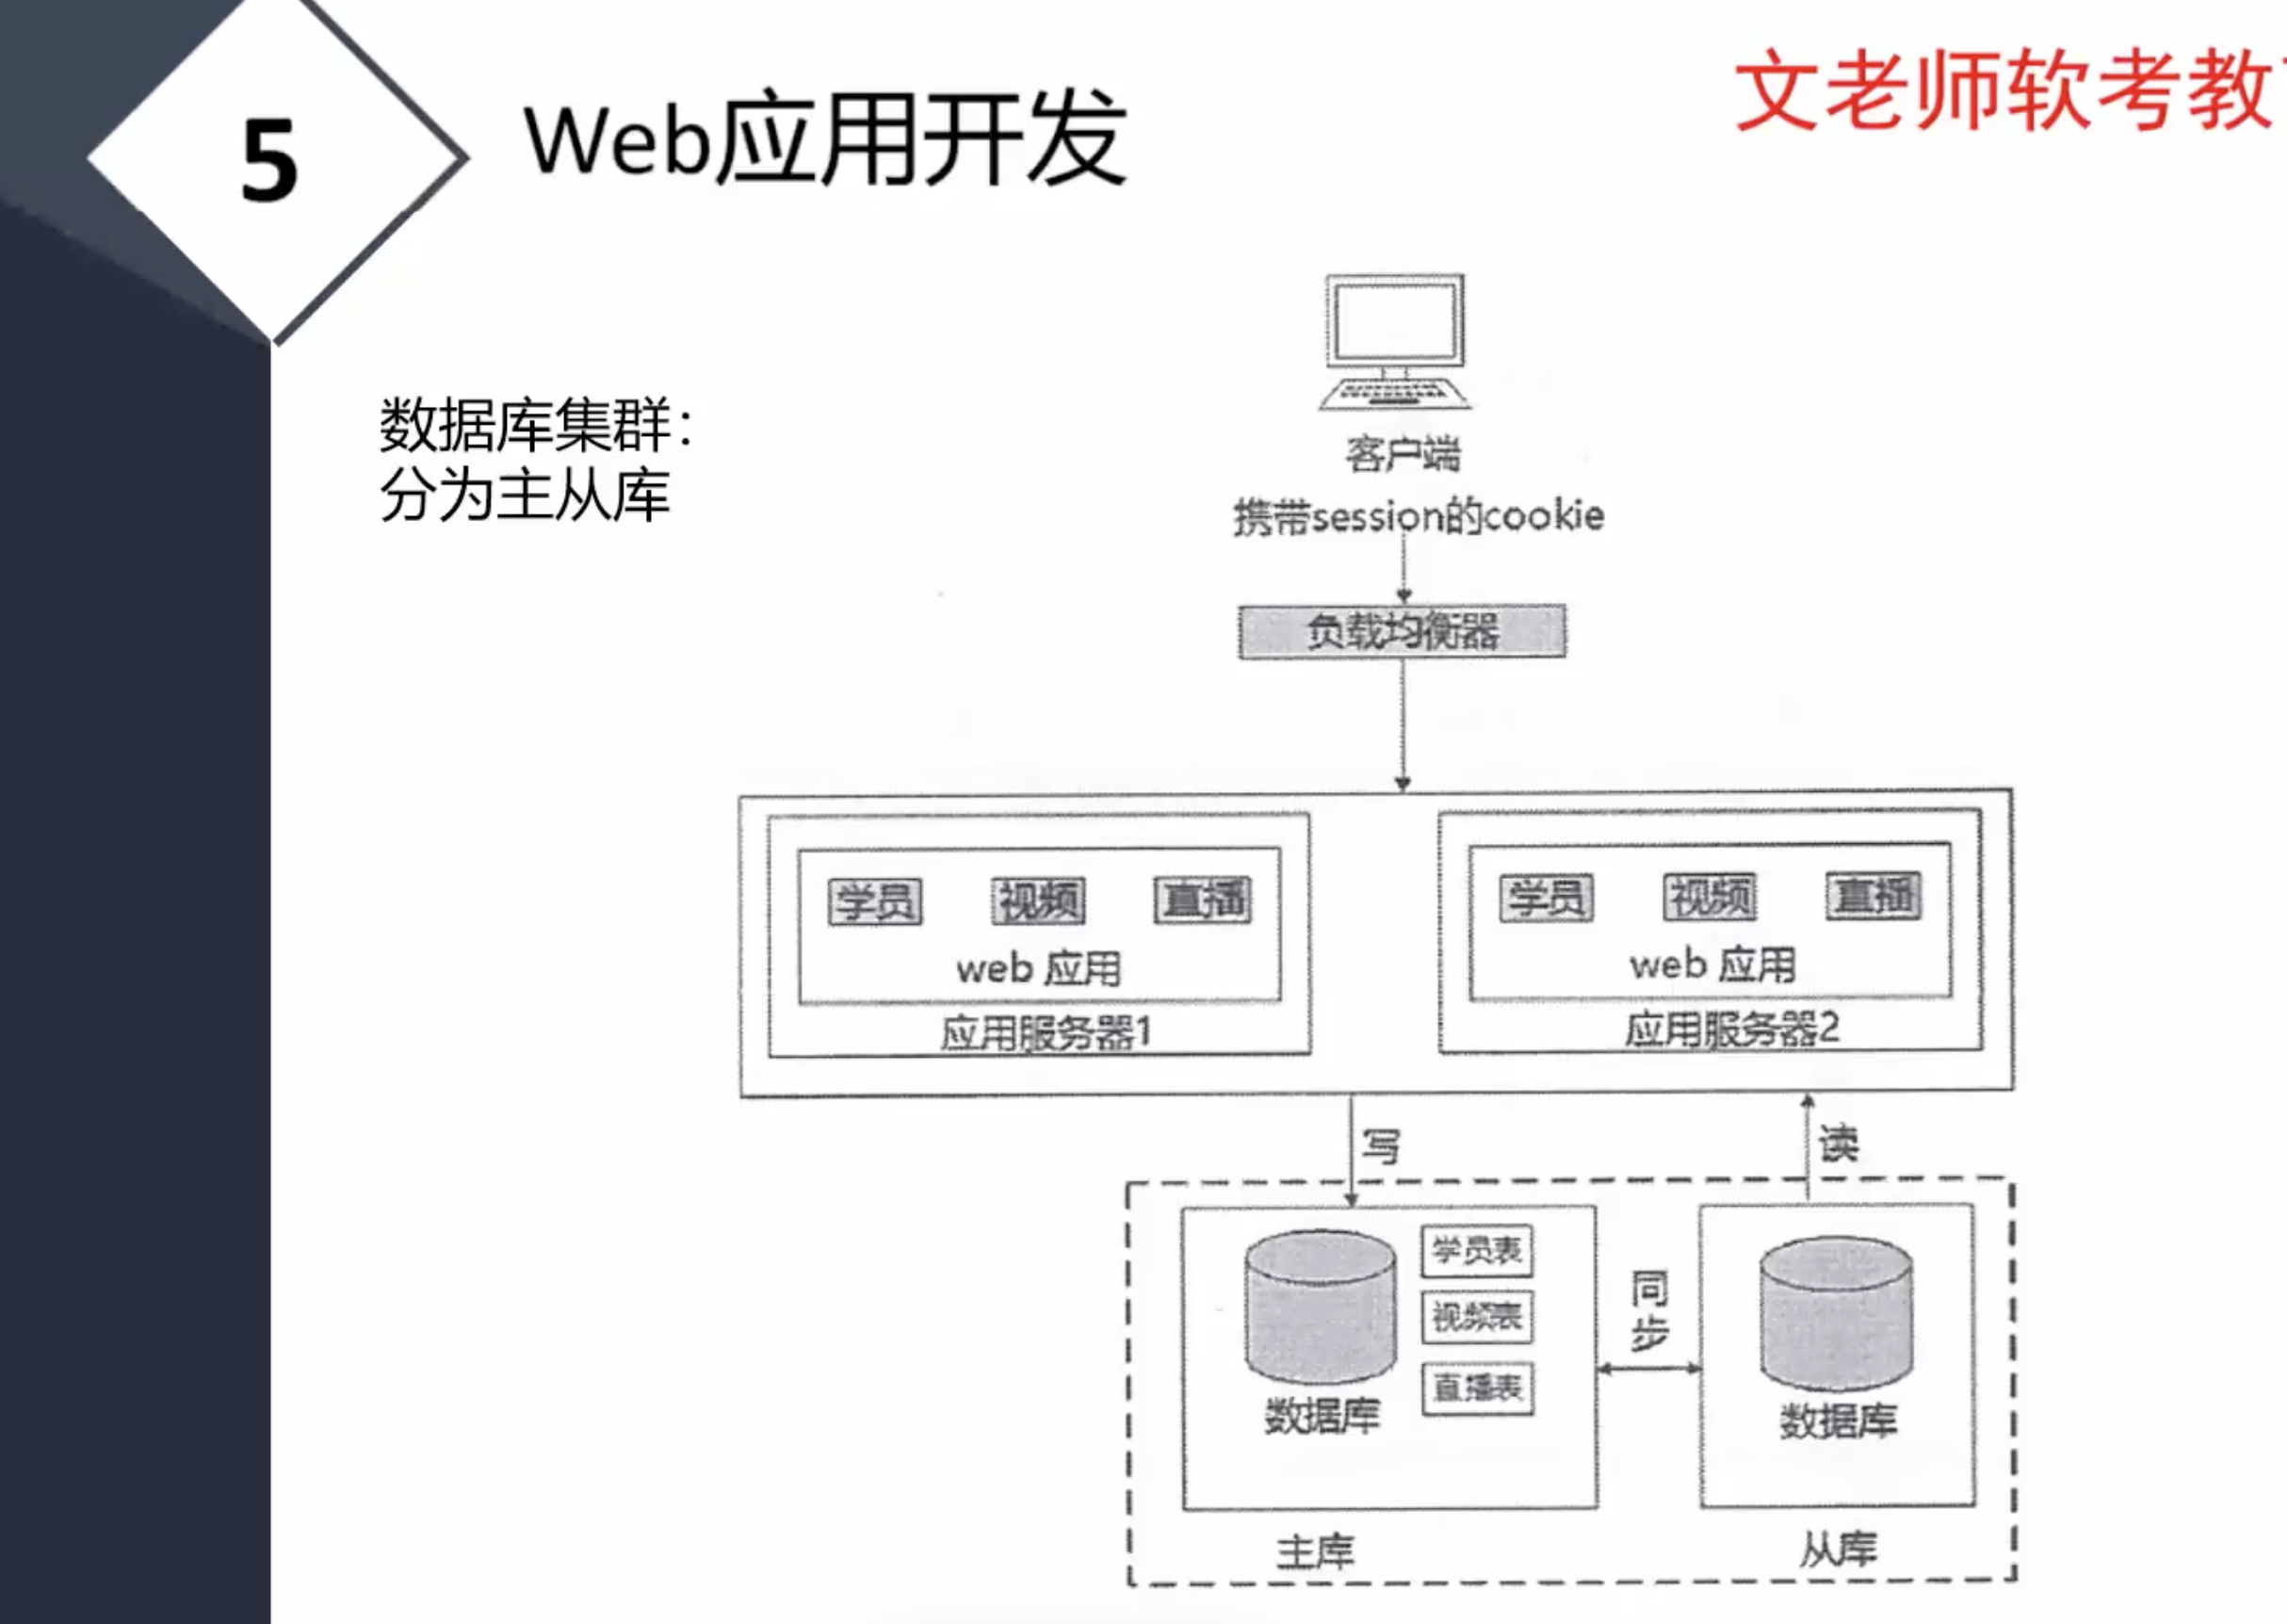 5
Web应用开发
文老师软考教
数据库集群：
分为主从库
客户端
携带session的cookie
负载均衡器
学员 视频 直播
web 应用
应用服务器1
学员 视频 直播
web 应用
应用服务器2
写
读
学员表
视频表
直播表
数据库
同步
数据库
主库
从库